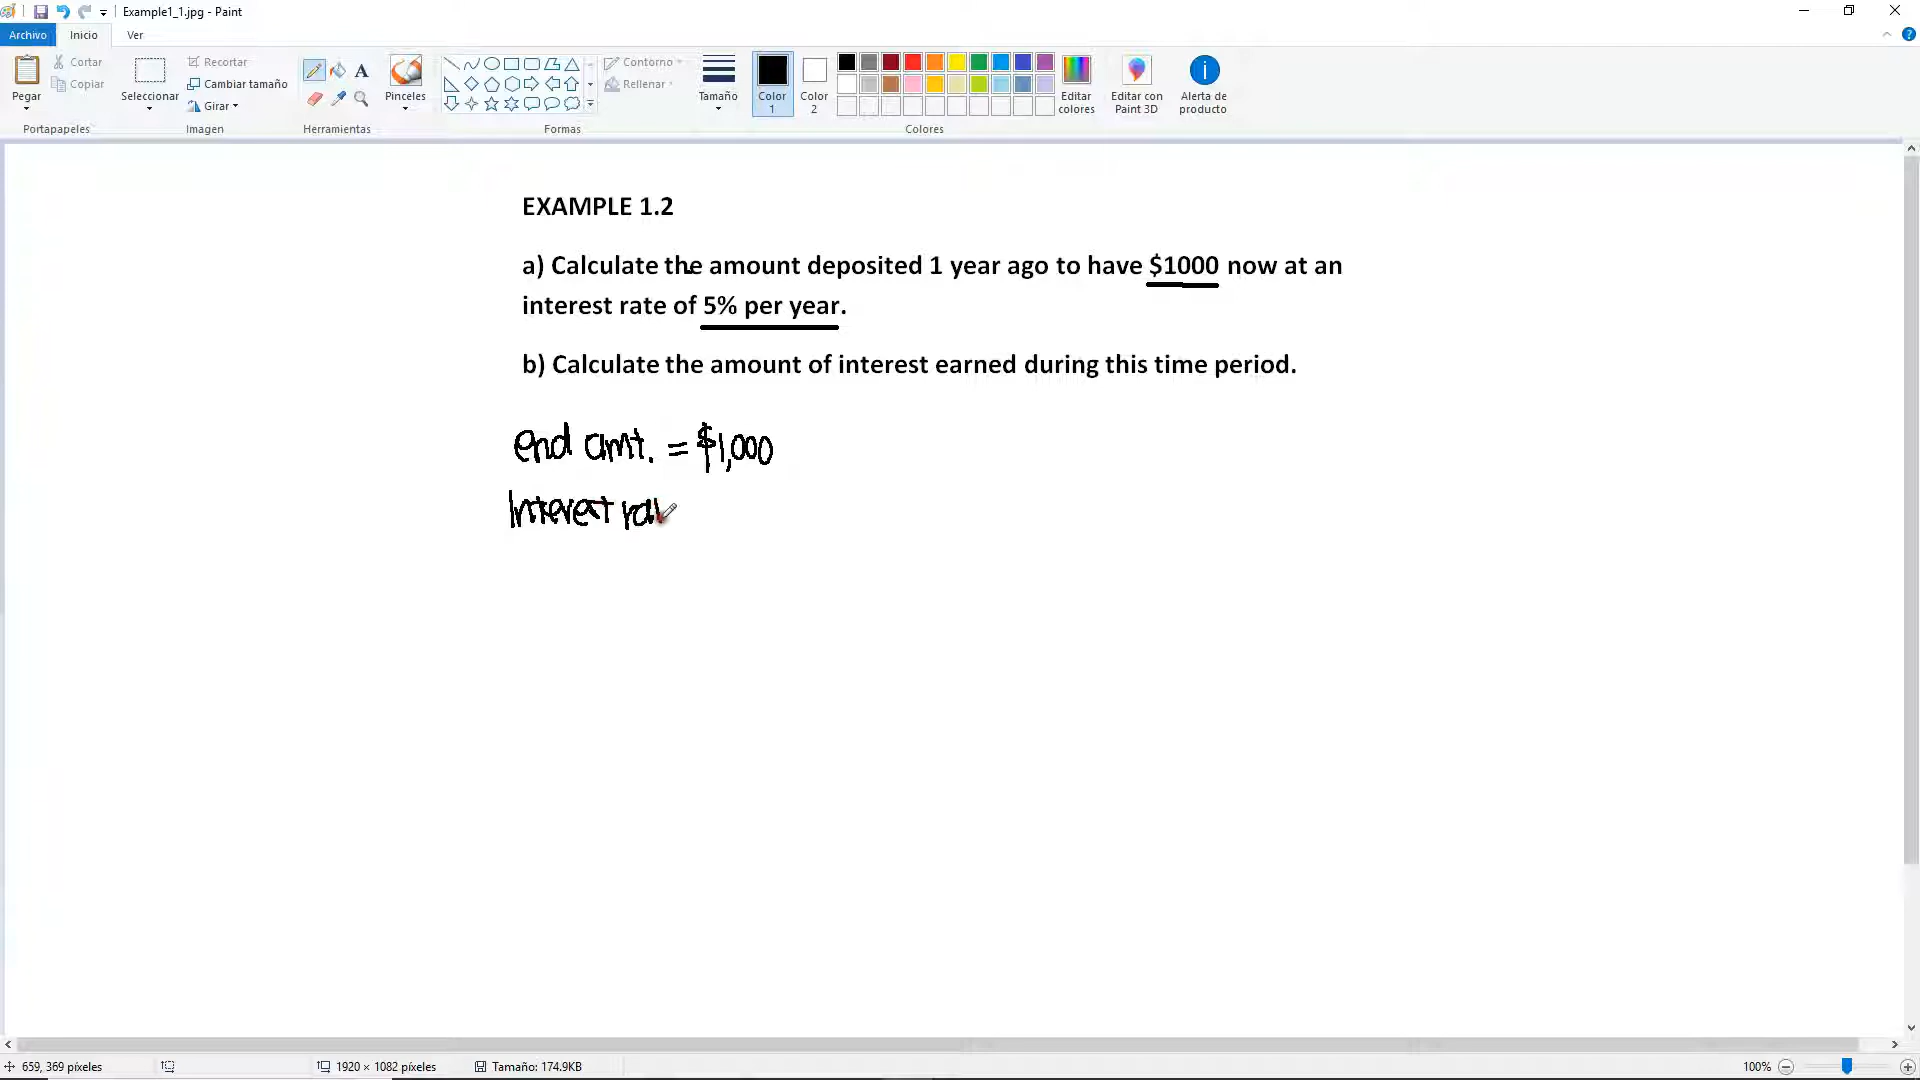 Example1_1.jpg - Paint
Archivo Inicio Ver
Pegar
Cortar
Copiar
Portapapeles
Seleccionar
Recortar
Cambiar tamaño
Girar
Imagen
A
Herramientas
Pinceles
Contorno
Rellenar
Formas
Tamaño
Color 1
Color 2
Editar colores
Colores
Editar con Paint 3D
Alerta de producto
EXAMPLE 1.2
a) Calculate the amount deposited 1 year ago to have $1000 now at an
interest rate of 5% per year.
b) Calculate the amount of interest earned during this time period.
end amt. = $1,000
Interest
659, 369 píxeles 1920 × 1082 píxeles Tamaño: 174.9KB 100%